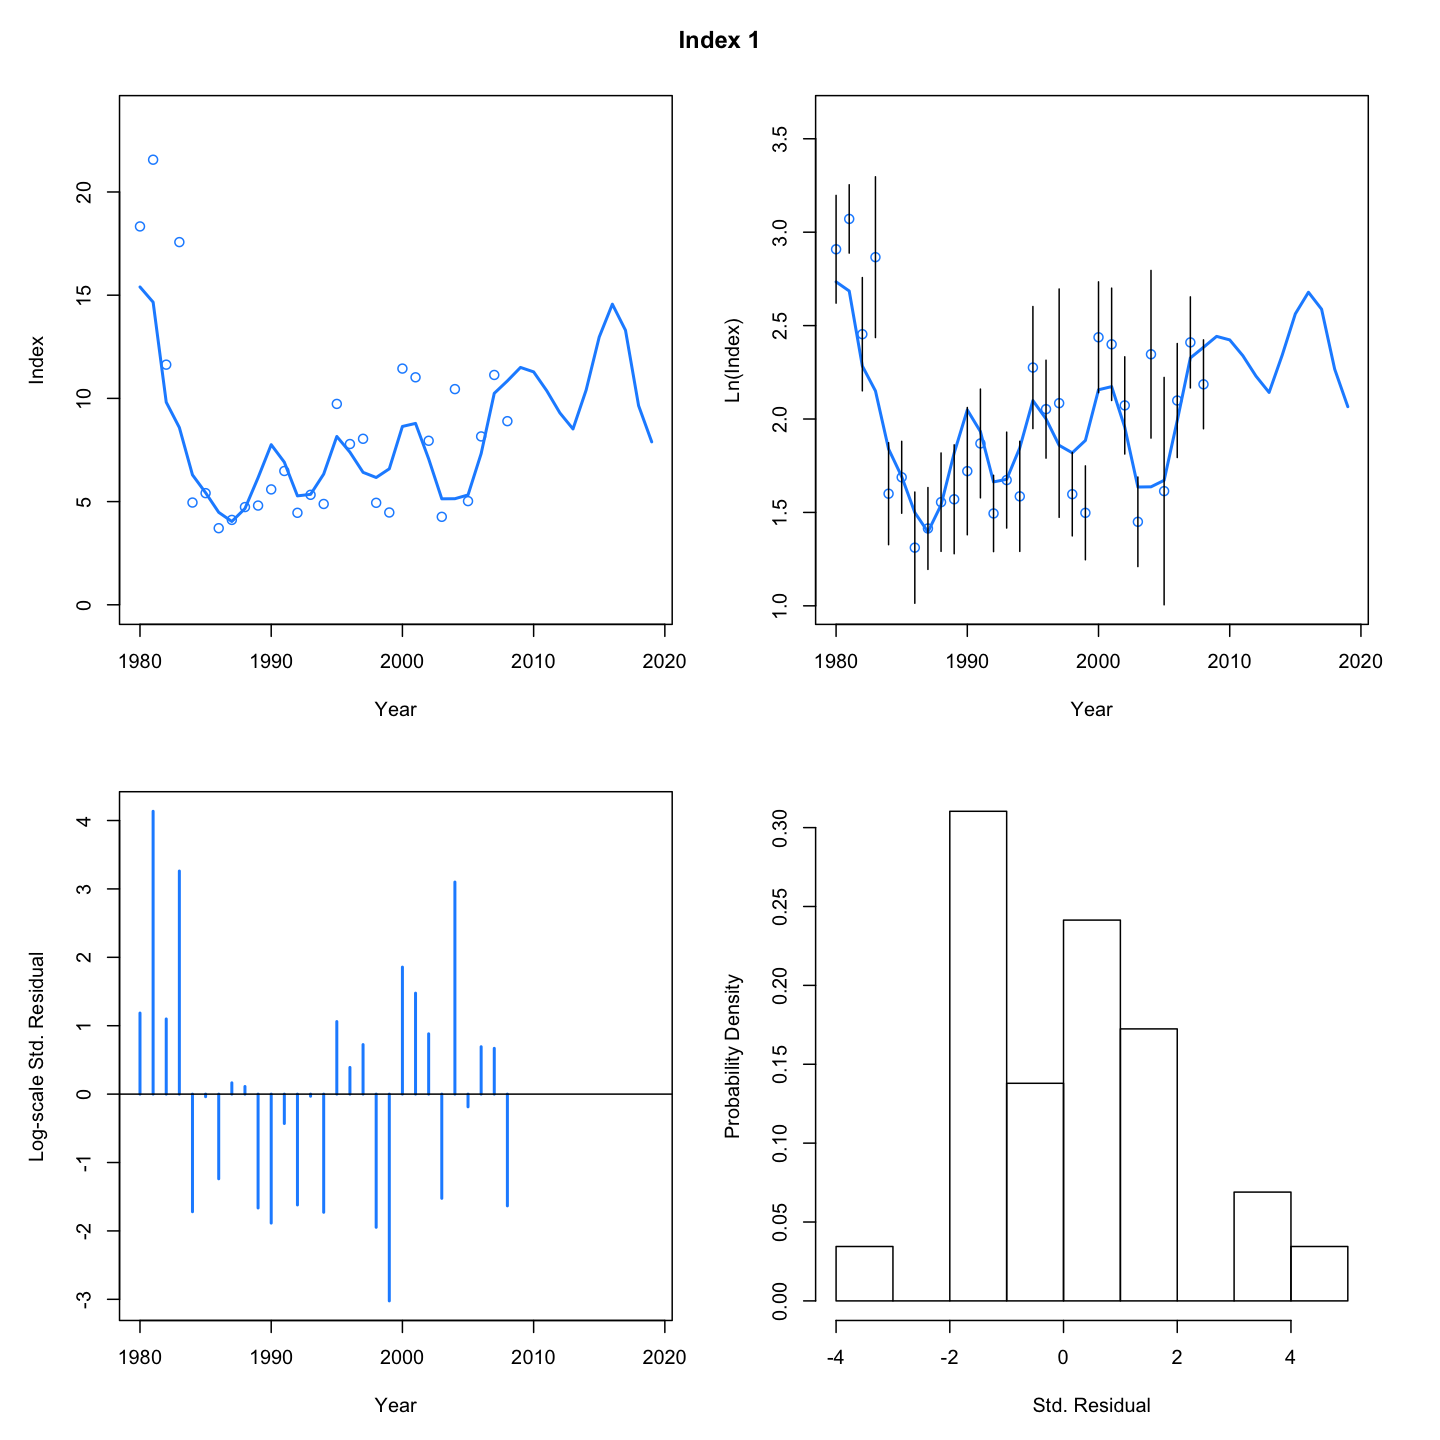 Index 1
Index
20
15
10
5
0
1980 1990 2000 2010 2020
Year
Ln(Index)
3.5
3.0
2.5
2.0
1.5
1.0
1980 1990 2000 2010 2020
Year
Log-scale Std. Residual
4
3
2
1
0
-1
-2
-3
1980 1990 2000 2010 2020
Year
Probability Density
0.30
0.25
0.20
0.15
0.10
0.05
0.00
-4 -2 0 2 4
Std. Residual